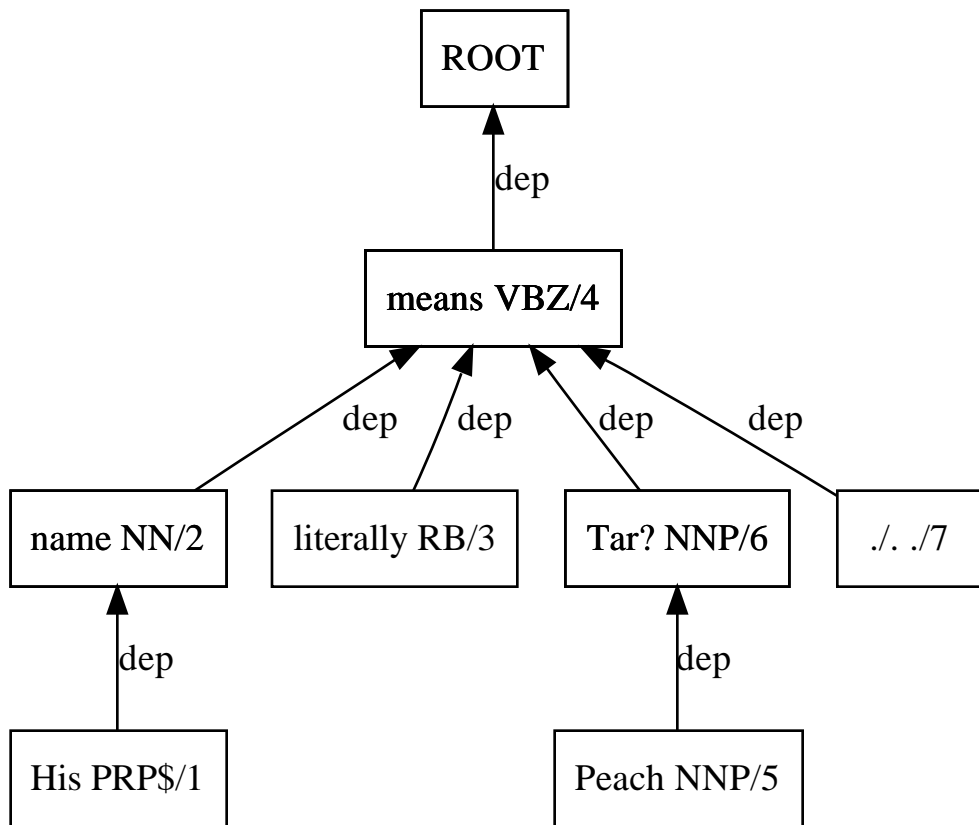 ROOT
dep
means VBZ/4
dep dep dep dep
name NN/2 literally RB/3 Tar? NNP/6 ./. ./7
dep dep
His PRP$/1 Peach NNP/5